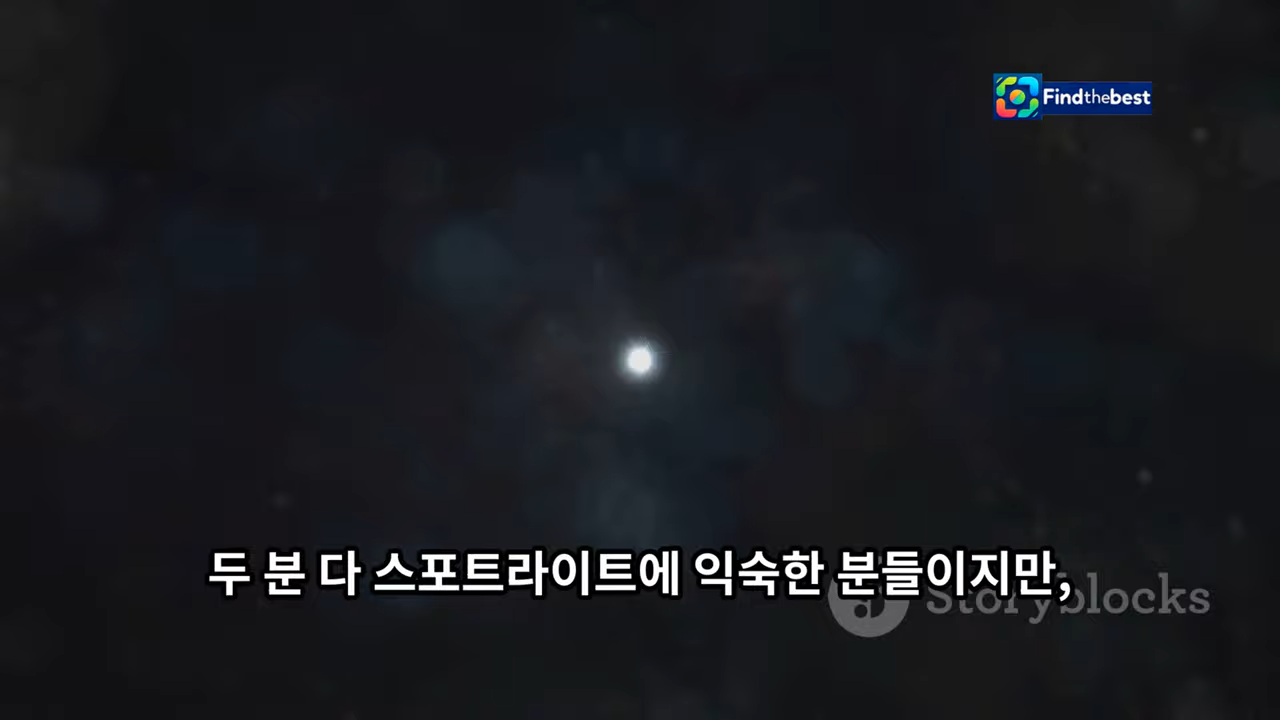 Findthebest
두 분 다 스포트라이트에 익숙한 분들이지만,
Storyblocks